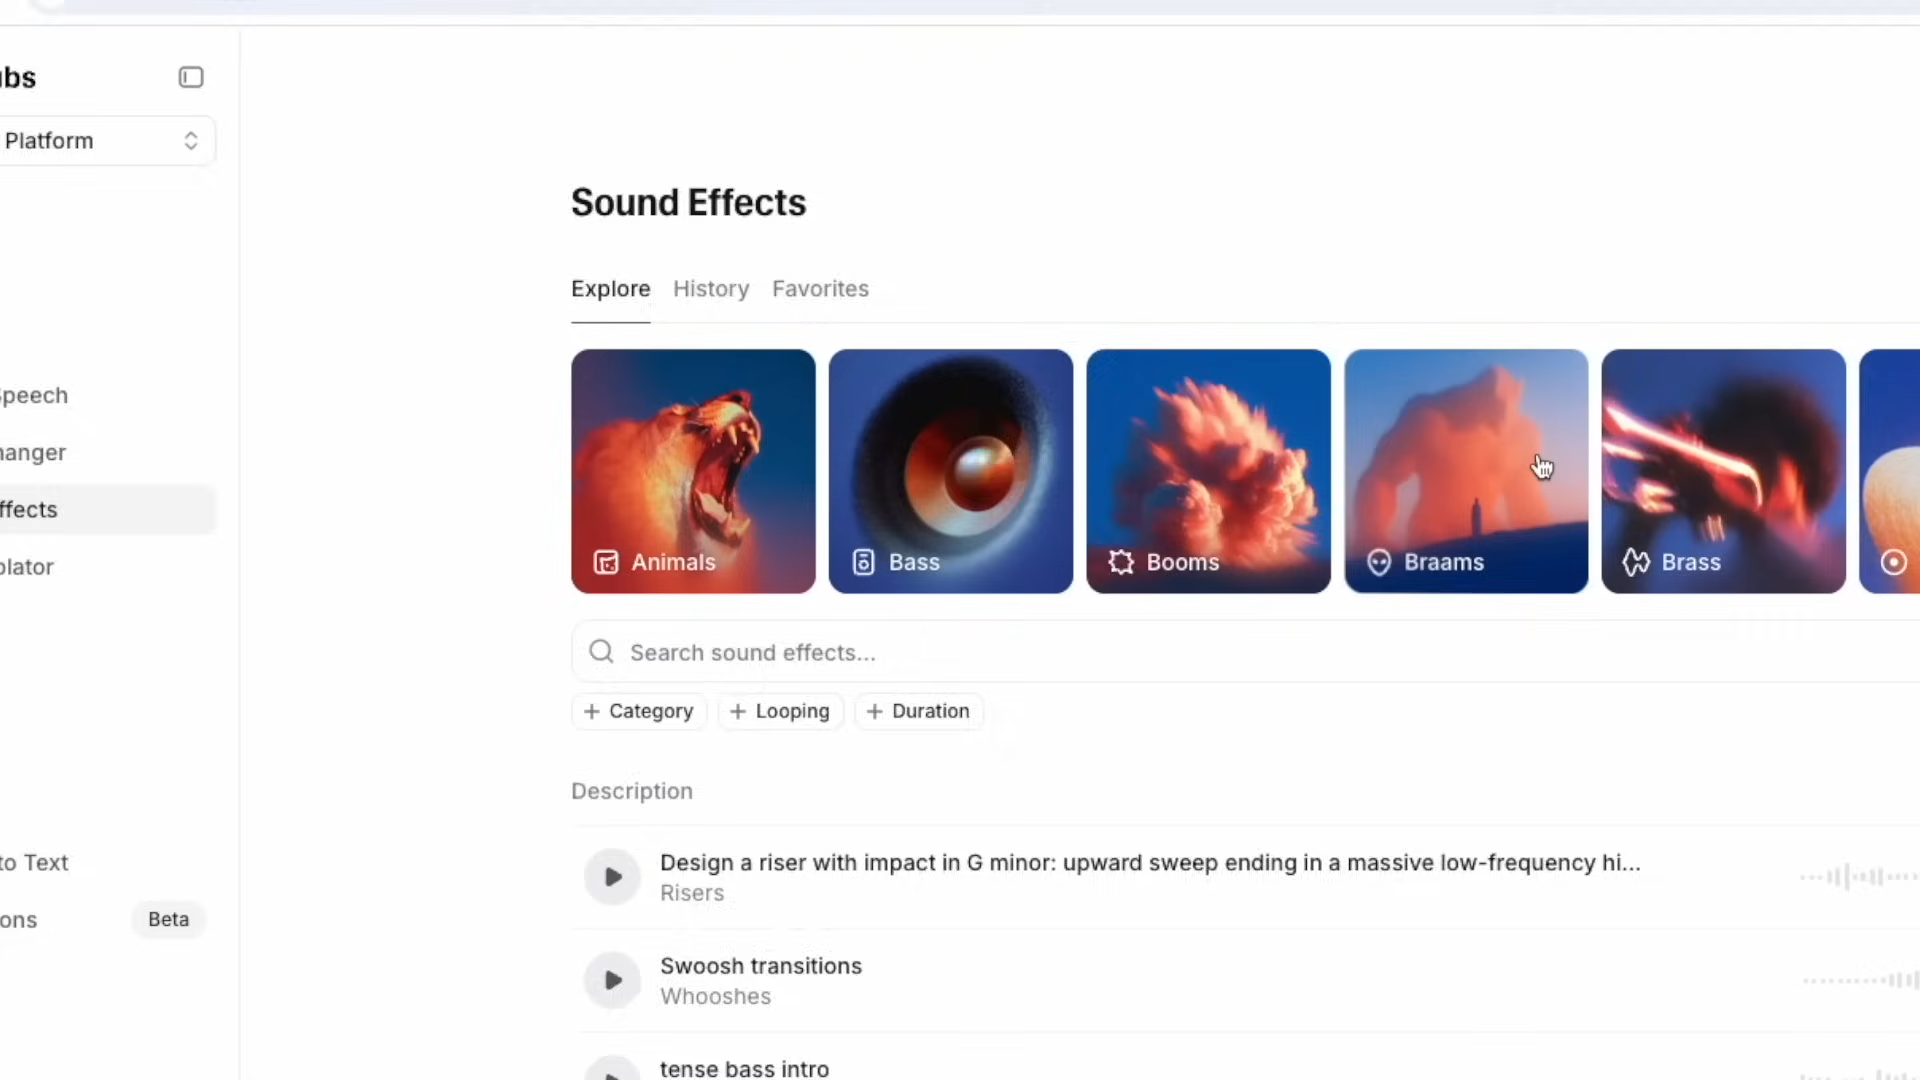 bs
Platform
Speech
hanger
ffects
lator
to Text
ons
Beta
Sound Effects
Explore History Favorites
Animals
Bass
Booms
Braams
Brass
Search sound effects...
+ Category + Looping + Duration
Description
Design a riser with impact in G minor: upward sweep ending in a massive low-frequency hi...
Risers
Swoosh transitions
Whooshes
tense bass intro